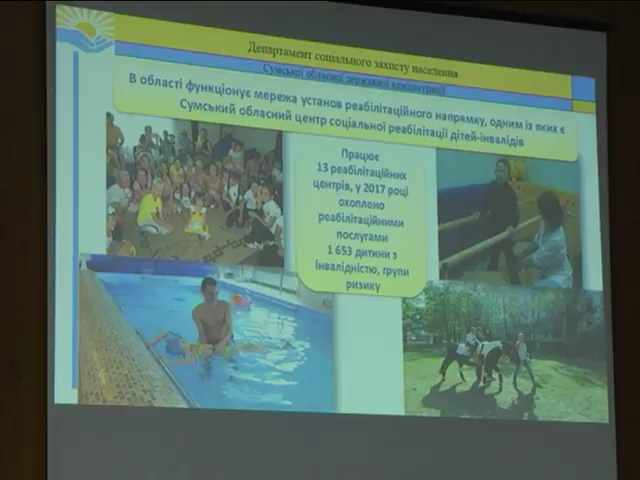 Департамент соціального захисту населення
Сумської обласної державної адміністрації
В області функціонує мережа установ реабілітаційного напрямку, одним із яких є
Сумський обласний центр соціальної реабілітації дітей-інвалідів
Працює
13 реабілітаційних
центрів, у 2017 році
охоплено
реабілітаційними
послугами
1 653 дитини з
інвалідністю, групи
ризику